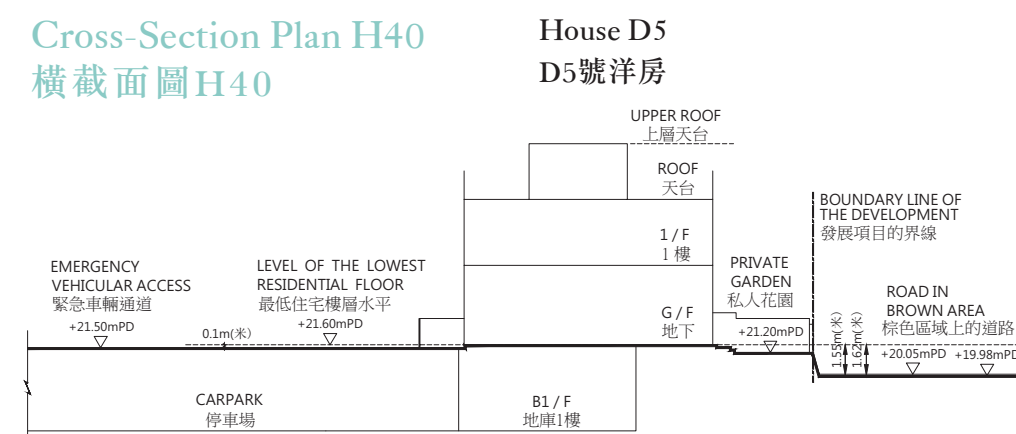 Cross-Section Plan H40
橫截面圖H40
House D5
D5號洋房
UPPER ROOF
上層天台
ROOF
天台
1 / F
1 樓
G / F
地下
BOUNDARY LINE OF
THE DEVELOPMENT
發展項目的界線
EMERGENCY
VEHICULAR ACCESS
緊急車輛通道
+21.50mPD
0.1m(米)
LEVEL OF THE LOWEST
RESIDENTIAL FLOOR
最低住宅樓層水平
+21.60mPD
PRIVATE
GARDEN
私人花園
+21.20mPD
1.55m(米)
1.62m(米)
ROAD IN
BROWN AREA
棕色區域上的道路
+20.05mPD
+19.98mPD
CARPARK
停車場
B1 / F
地庫1樓